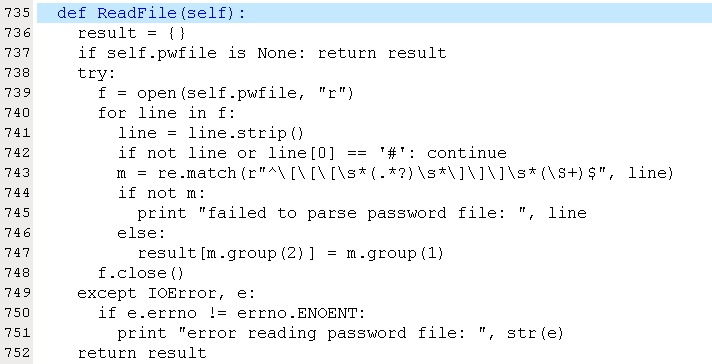 735   def ReadFile(self):
736     result = {}
737     if self.pwfile is None: return result
738     try:
739       f = open(self.pwfile, "r")
740       for line in f:
741         line = line.strip()
742         if not line or line[0] == '#': continue
743         m = re.match(r"^\[\[\[\s*(.*?)\s*\]\]\]\s*(\S+)$", line)
744         if not m:
745           print "failed to parse password file: ", line
746         else:
747           result[m.group(2)] = m.group(1)
748       f.close()
749     except IOError, e:
750       if e.errno != errno.ENOENT:
751         print "error reading password file: ", str(e)
752     return result